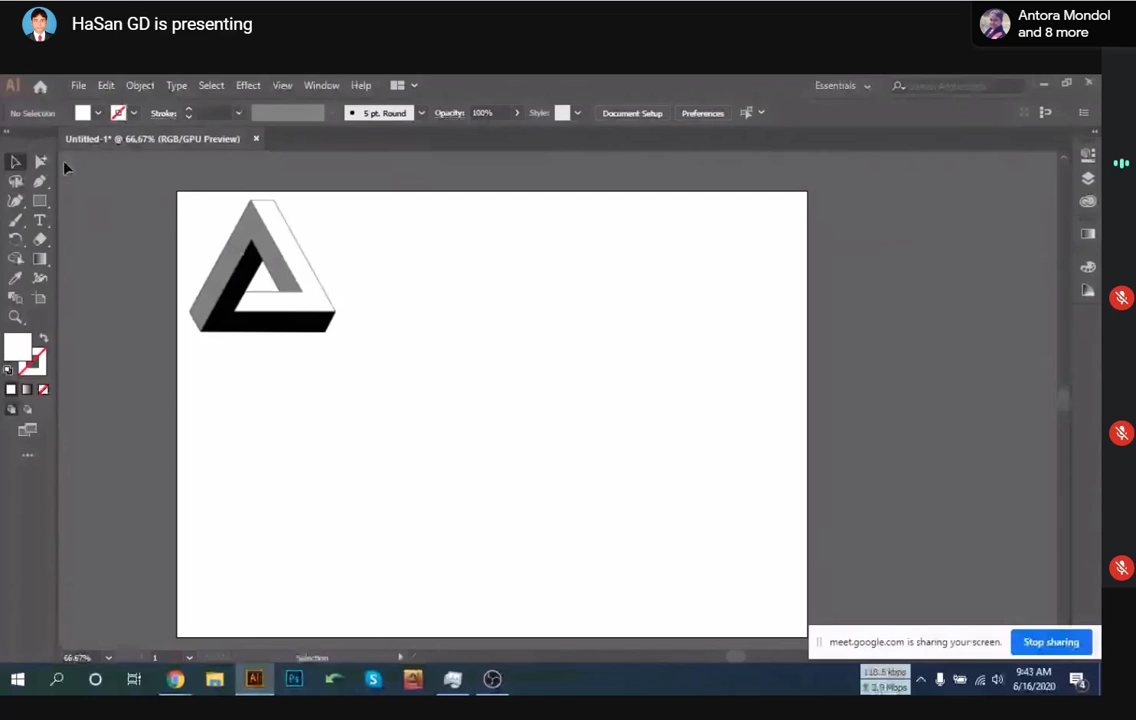 HaSan GD is presenting
Antora Mondol
and 8 more
Ai File Edit Object Type Select Effect View Window Help Essentials
No Selection Stroke: 5 pt. Round Opacity: 100% Style: Document Setup Preferences
Untitled-1* @ 66.67% (RGB/GPU Preview)
meet.google.com is sharing your screen. Stop sharing
66.67% 1 Selection
Ai Ps
9:43 AM
6/16/2020
4